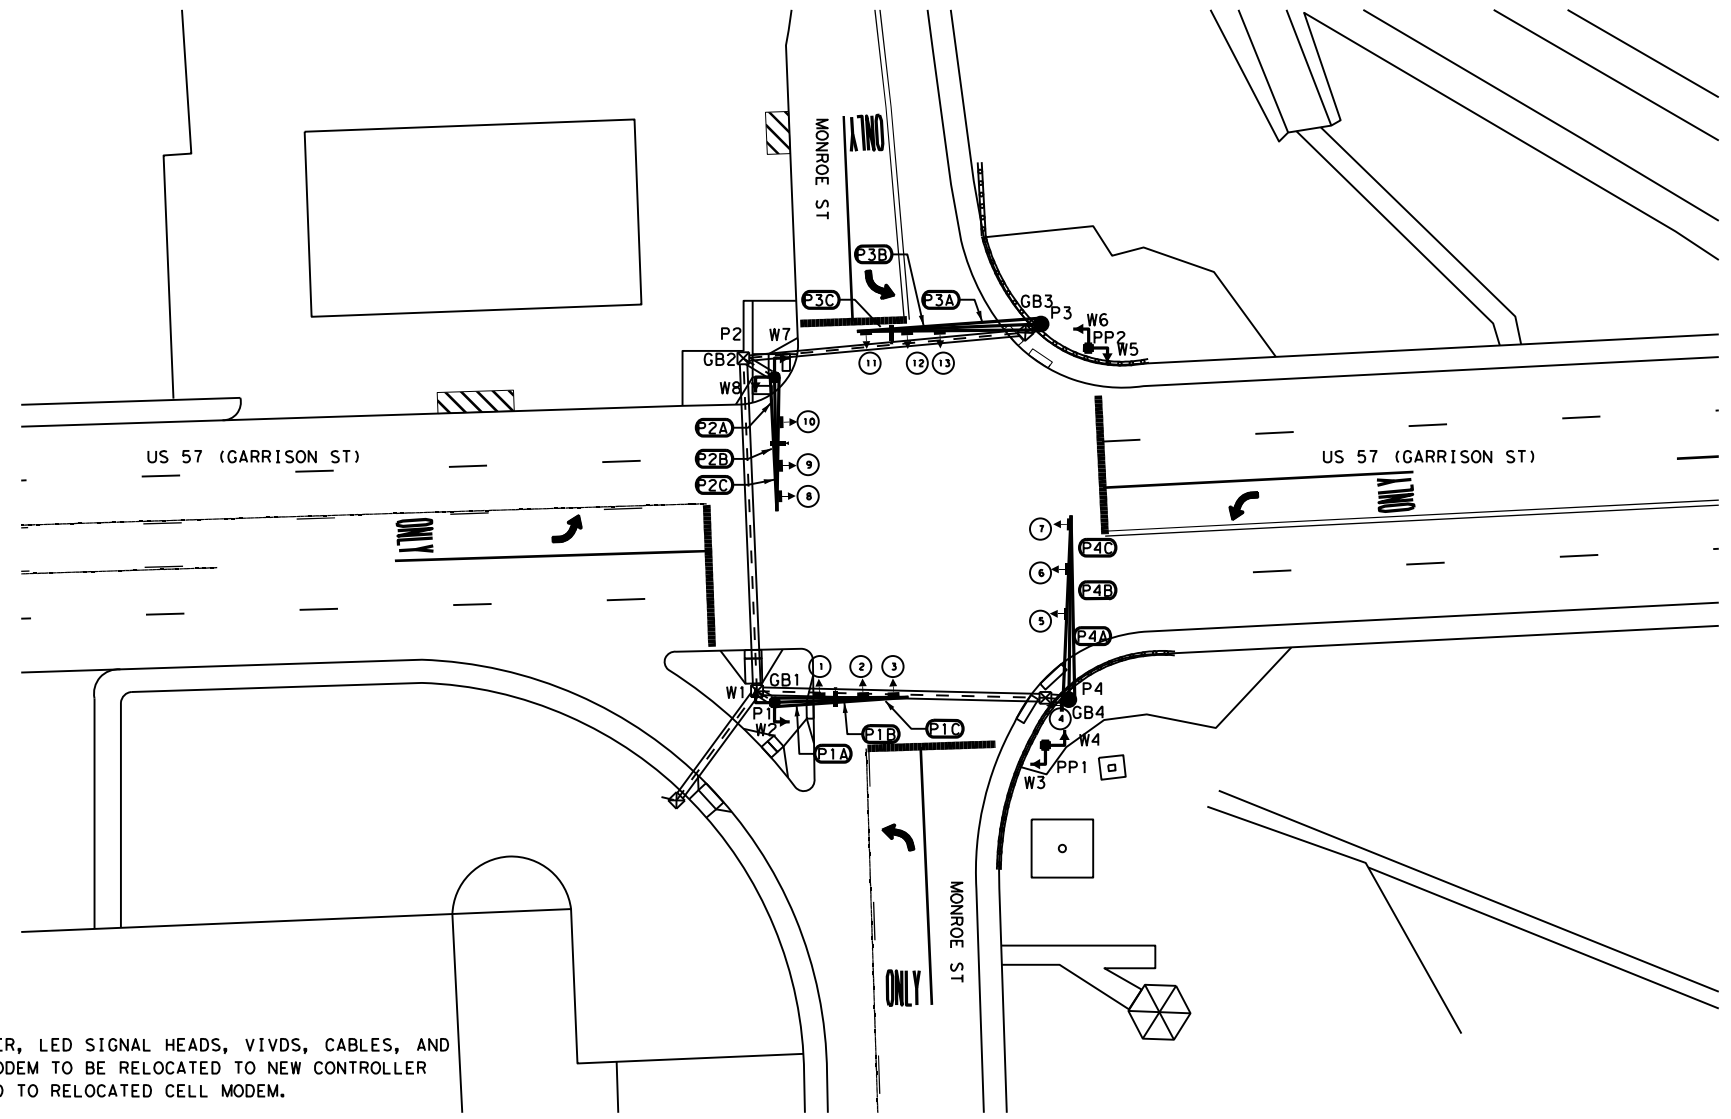 ONLY
MONROE ST
P3B
P3C
P3A
GB3
P3
W6
PP2
W5
P2
W7
GB2
W8
11
12
13
P2A
10
US 57 (GARRISON ST)
P2B
9
P2C
8
US 57 (GARRISON ST)
ONLY
ONLY
7
P4C
6
P4B
5
P4A
1
2
3
GB1
W1
P1
W2
P1A
P1B
P1C
P4
GB4
4
W4
PP1
W3
MONROE ST
ONLY
ER, LED SIGNAL HEADS, VIVDS, CABLES, AND
ODEM TO BE RELOCATED TO NEW CONTROLLER
D TO RELOCATED CELL MODEM.